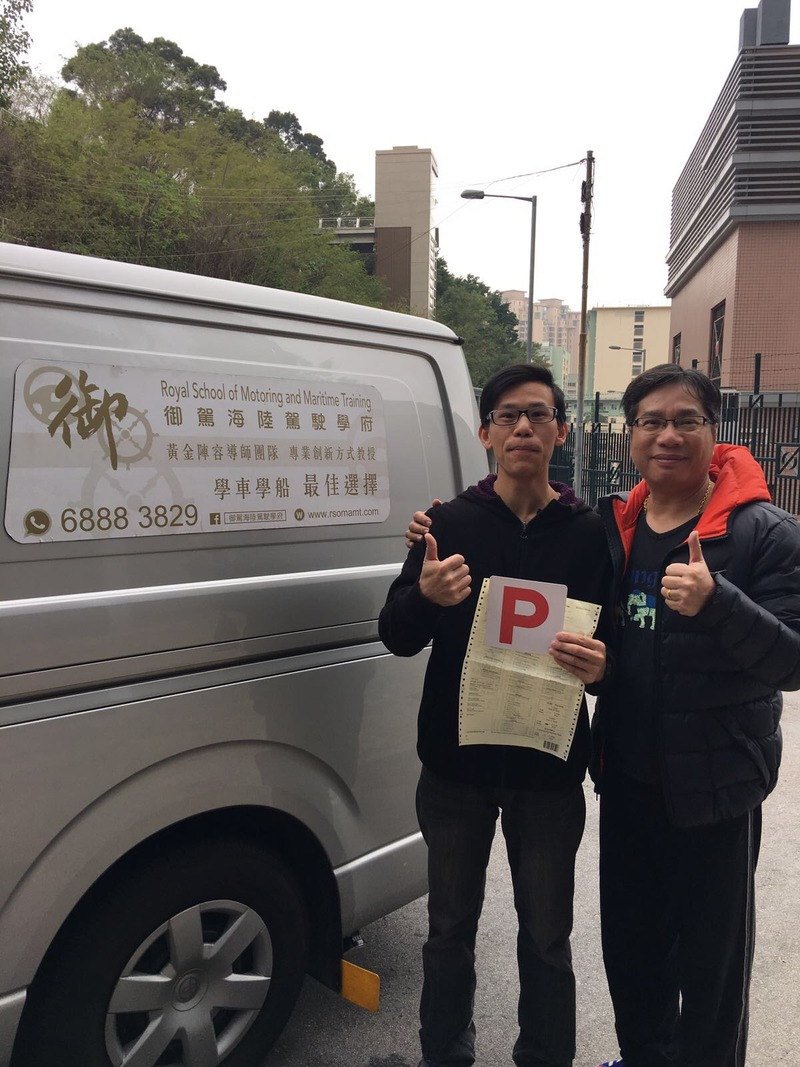 御
Royal School of Motoring and Maritime Training
御駕海陸駕駛學府
黃金陣容導師團隊 專業創新方式教授
學車學船 最佳選擇
6888 3829 f 御駕海陸駕駛學府 W www.rsomamt.com
P